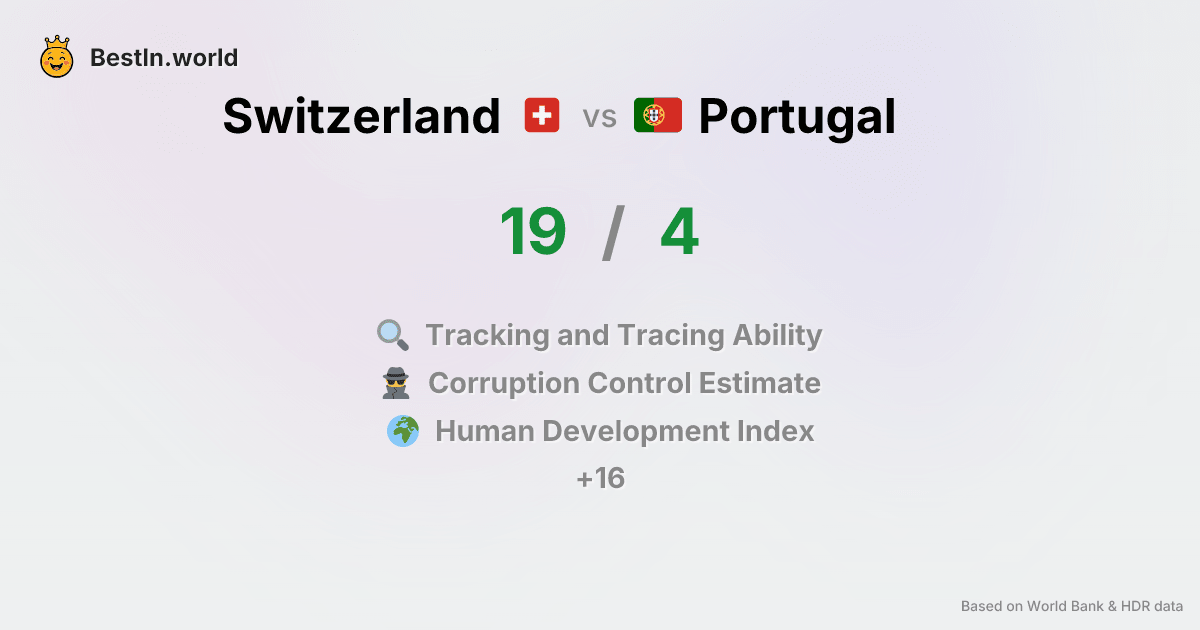 BestIn.world
Switzerland vs Portugal
19 / 4
Tracking and Tracing Ability
Corruption Control Estimate
Human Development Index
+16
Based on World Bank & HDR data